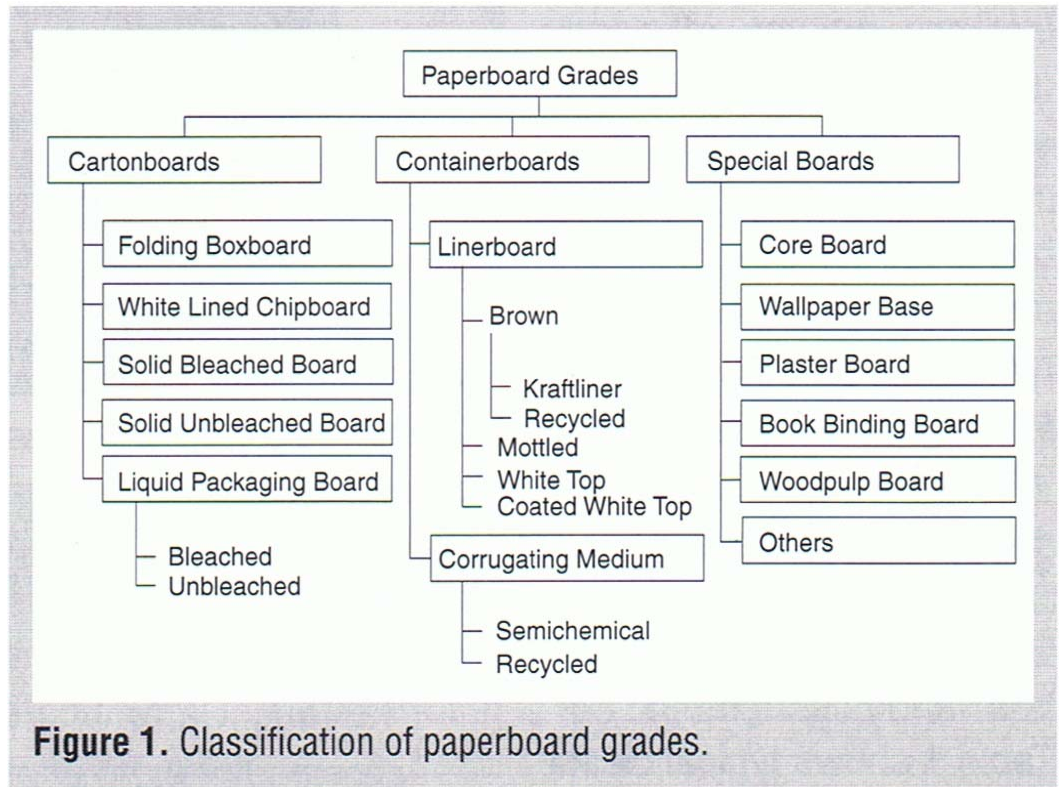 Paperboard Grades
Cartonboards
Folding Boxboard
White Lined Chipboard
Solid Bleached Board
Solid Unbleached Board
Liquid Packaging Board
Bleached
Unbleached
Containerboards
Linerboard
Brown
Kraftliner
Recycled
Mottled
White Top
Coated White Top
Corrugating Medium
Semichemical
Recycled
Special Boards
Core Board
Wallpaper Base
Plaster Board
Book Binding Board
Woodpulp Board
Others
Figure 1. Classification of paperboard grades.